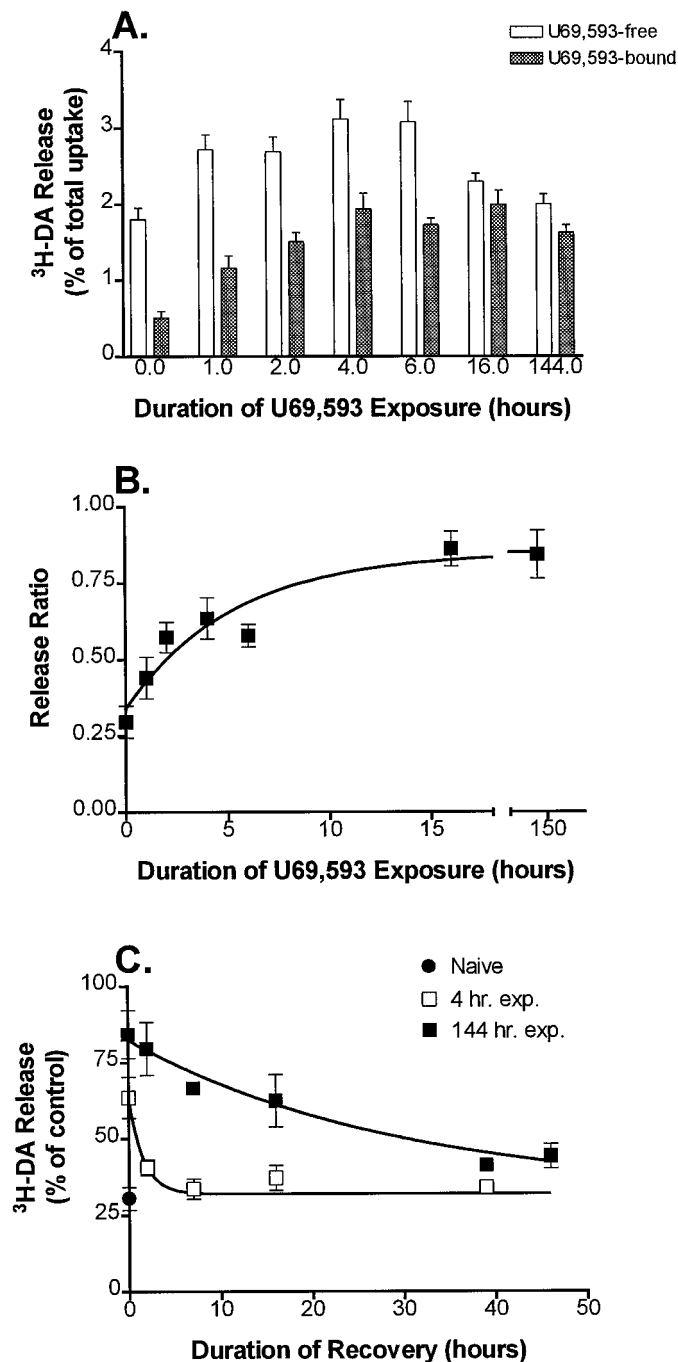 A.
U69,593-free
U69,593-bound
4
3
2
1
0
³H-DA Release
(% of total uptake)
0.0 1.0 2.0 4.0 6.0 16.0 144.0
Duration of U69,593 Exposure (hours)
B.
1.00
0.75
0.50
0.25
0.00
Release Ratio
0 5 10 15 150
Duration of U69,593 Exposure (hours)
C.
Naive
4 hr. exp.
144 hr. exp.
100
75
50
25
0
³H-DA Release
(% of control)
0 10 20 30 40 50
Duration of Recovery (hours)